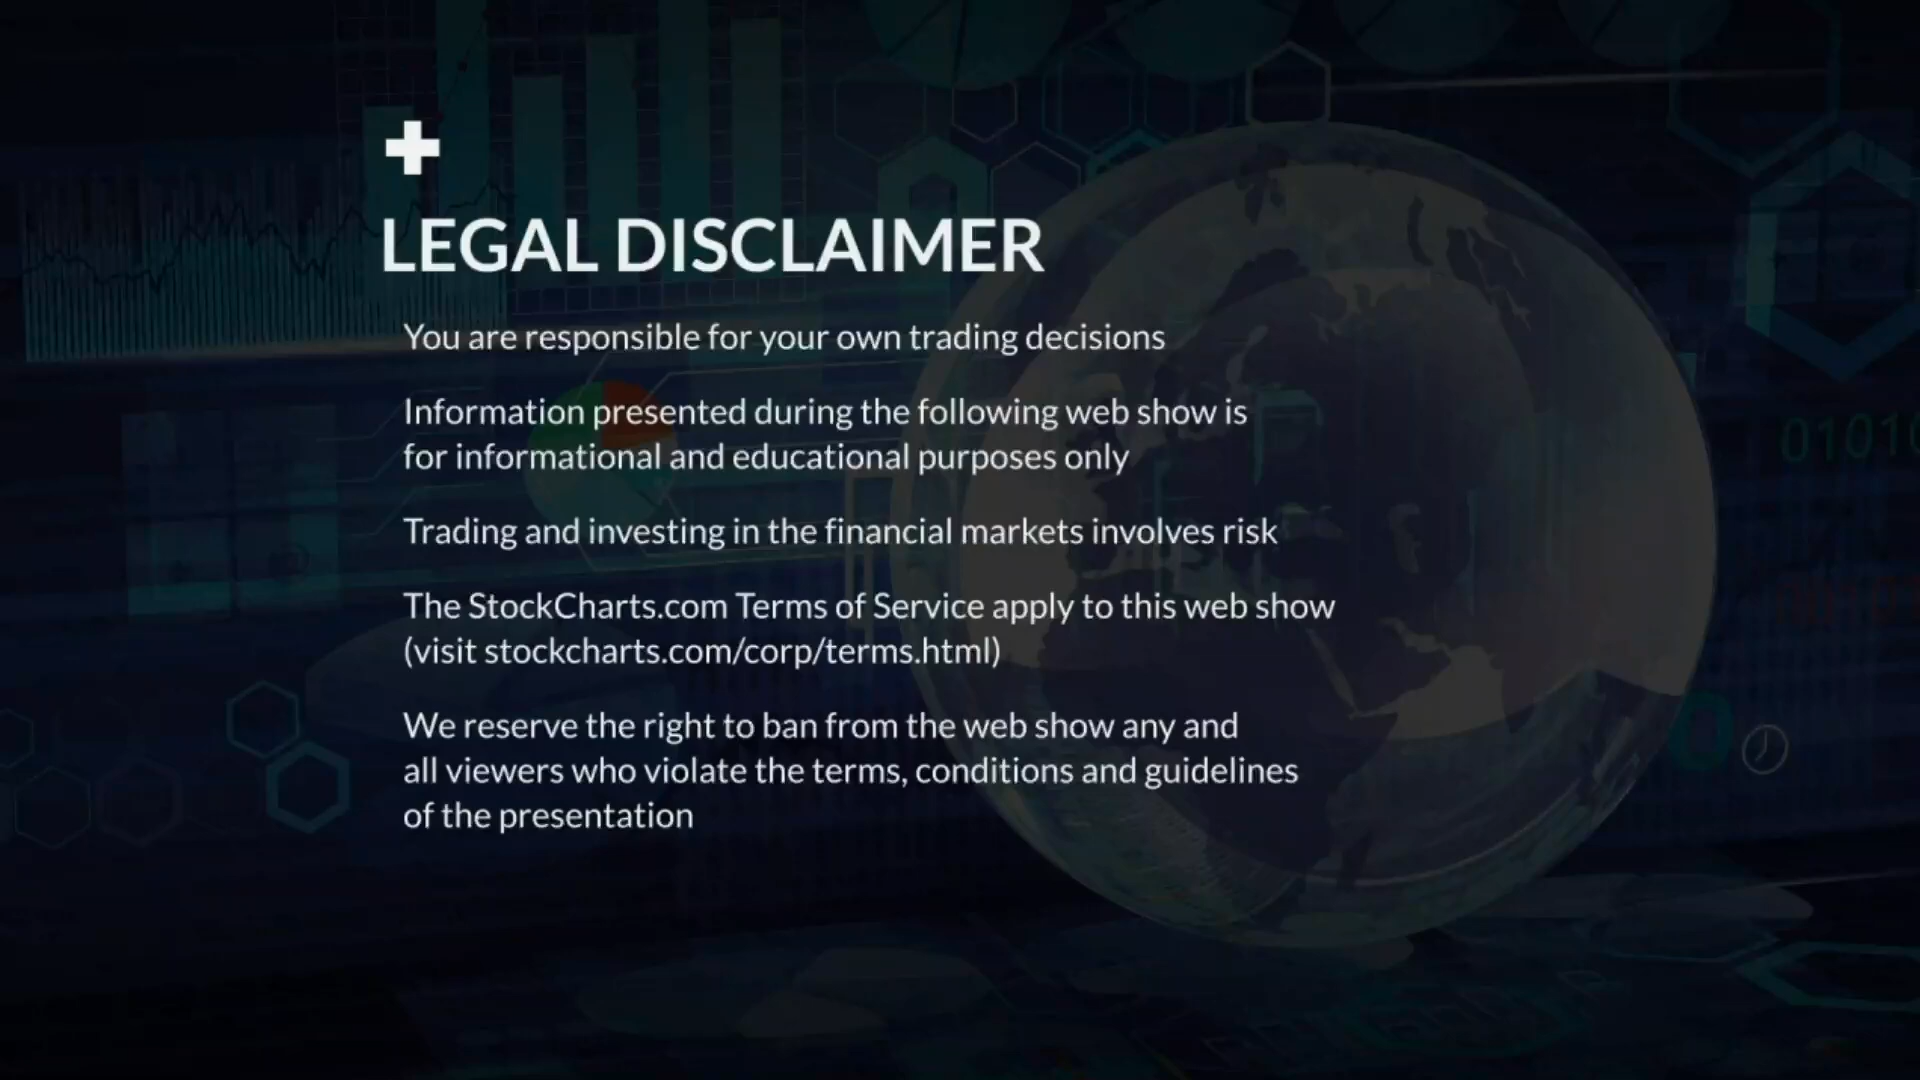 LEGAL DISCLAIMER
You are responsible for your own trading decisions
Information presented during the following web show is
for informational and educational purposes only
Trading and investing in the financial markets involves risk
The StockCharts.com Terms of Service apply to this web show
(visit stockcharts.com/corp/terms.html)
We reserve the right to ban from the web show any and
all viewers who violate the terms, conditions and guidelines
of the presentation
01010